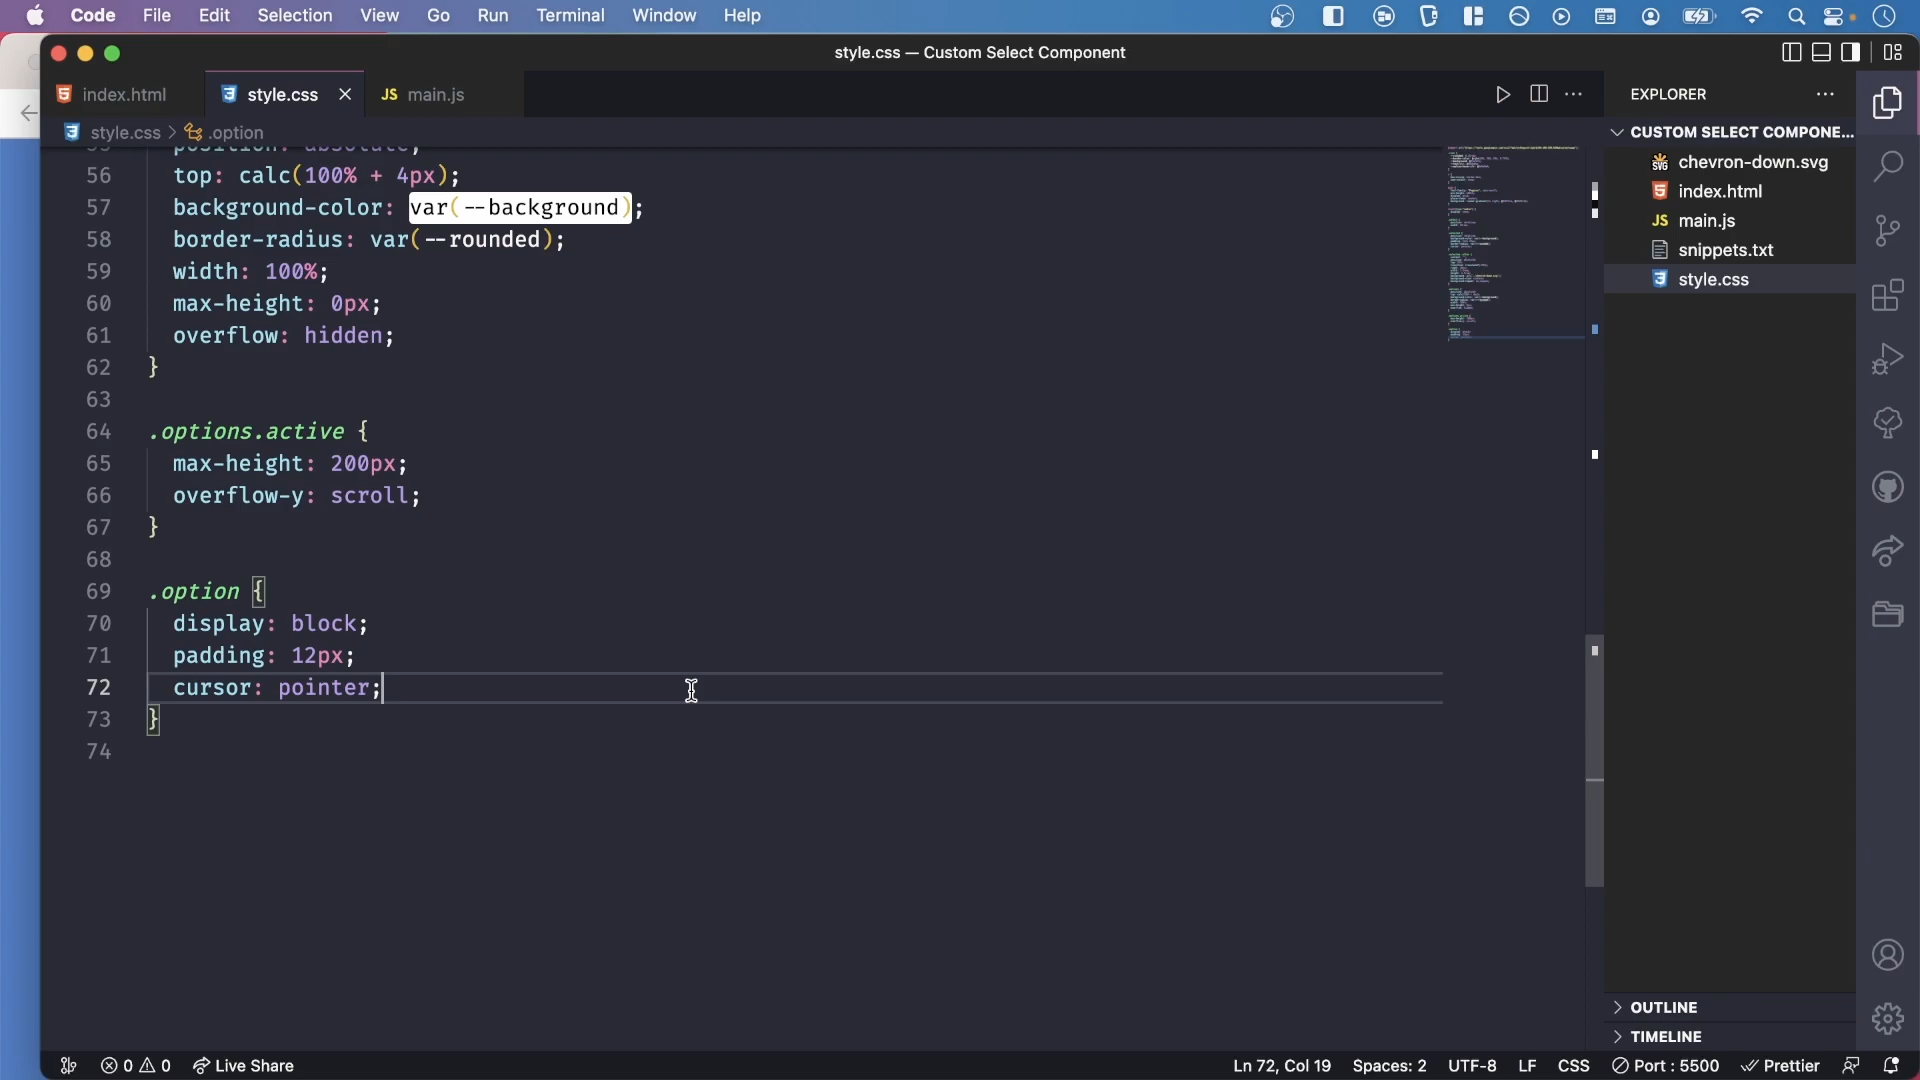 Code File Edit Selection View Go Run Terminal Window Help
style.css — Custom Select Component
index.html style.css JS main.js
style.css > .option
EXPLORER
CUSTOM SELECT COMPONE...
SVG chevron-down.svg
index.html
JS main.js
snippets.txt
style.css
56 top: calc(100% + 4px);
57 background-color: var(--background);
58 border-radius: var(--rounded);
59 width: 100%;
60 max-height: 0px;
61 overflow: hidden;
62 }
63
64 .options.active {
65 max-height: 200px;
66 overflow-y: scroll;
67 }
68
69 .option {
70 display: block;
71 padding: 12px;
72 cursor: pointer;
73 }
74
OUTLINE
TIMELINE
0 0 Live Share Ln 72, Col 19 Spaces: 2 UTF-8 LF CSS Port : 5500 Prettier